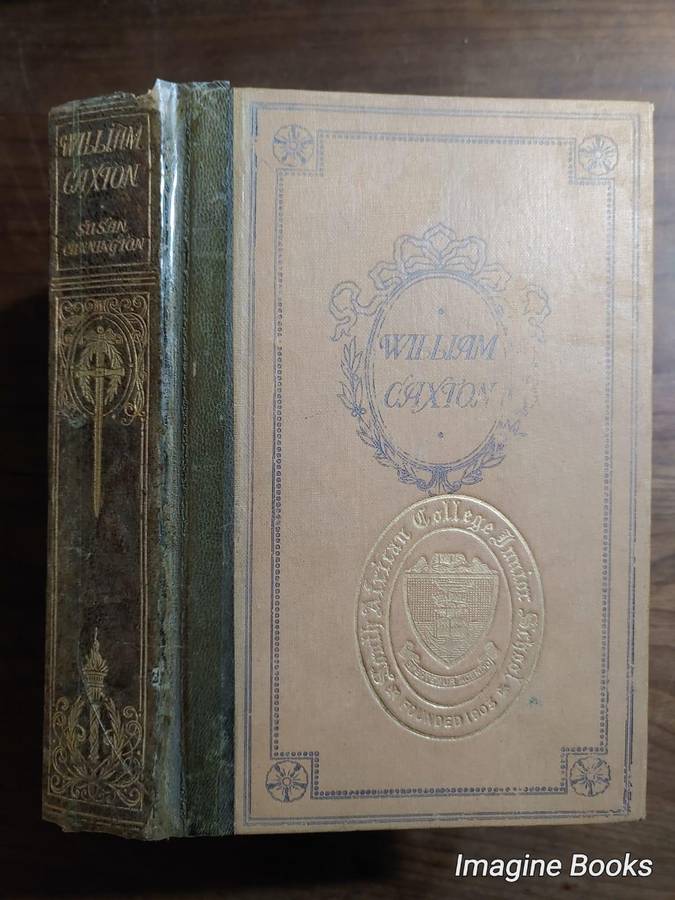 WILLIAM
CAXTON
SUSAN
CUNNINGTON
WILLIAM
CAXTON
South African College Junior School
FOUNDED 1903
Imagine Books